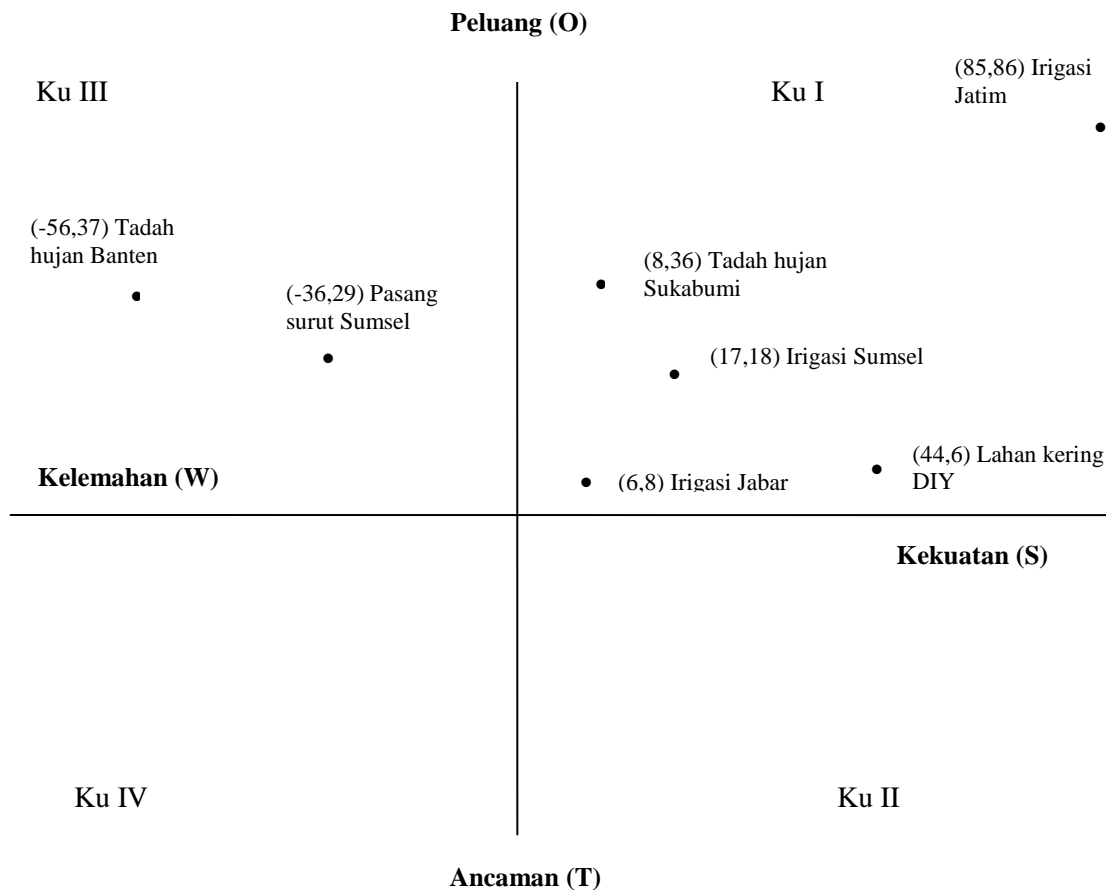 Peluang (O)
Ku III
Ku I
(85,86) Irigasi
Jatim
(-56,37) Tadah
hujan Banten
(-36,29) Pasang
surut Sumsel
(8,36) Tadah hujan
Sukabumi
(17,18) Irigasi Sumsel
(44,6) Lahan kering
DIY
(6,8) Irigasi Jabar
Kelemahan (W)
Kekuatan (S)
Ku IV
Ku II
Ancaman (T)